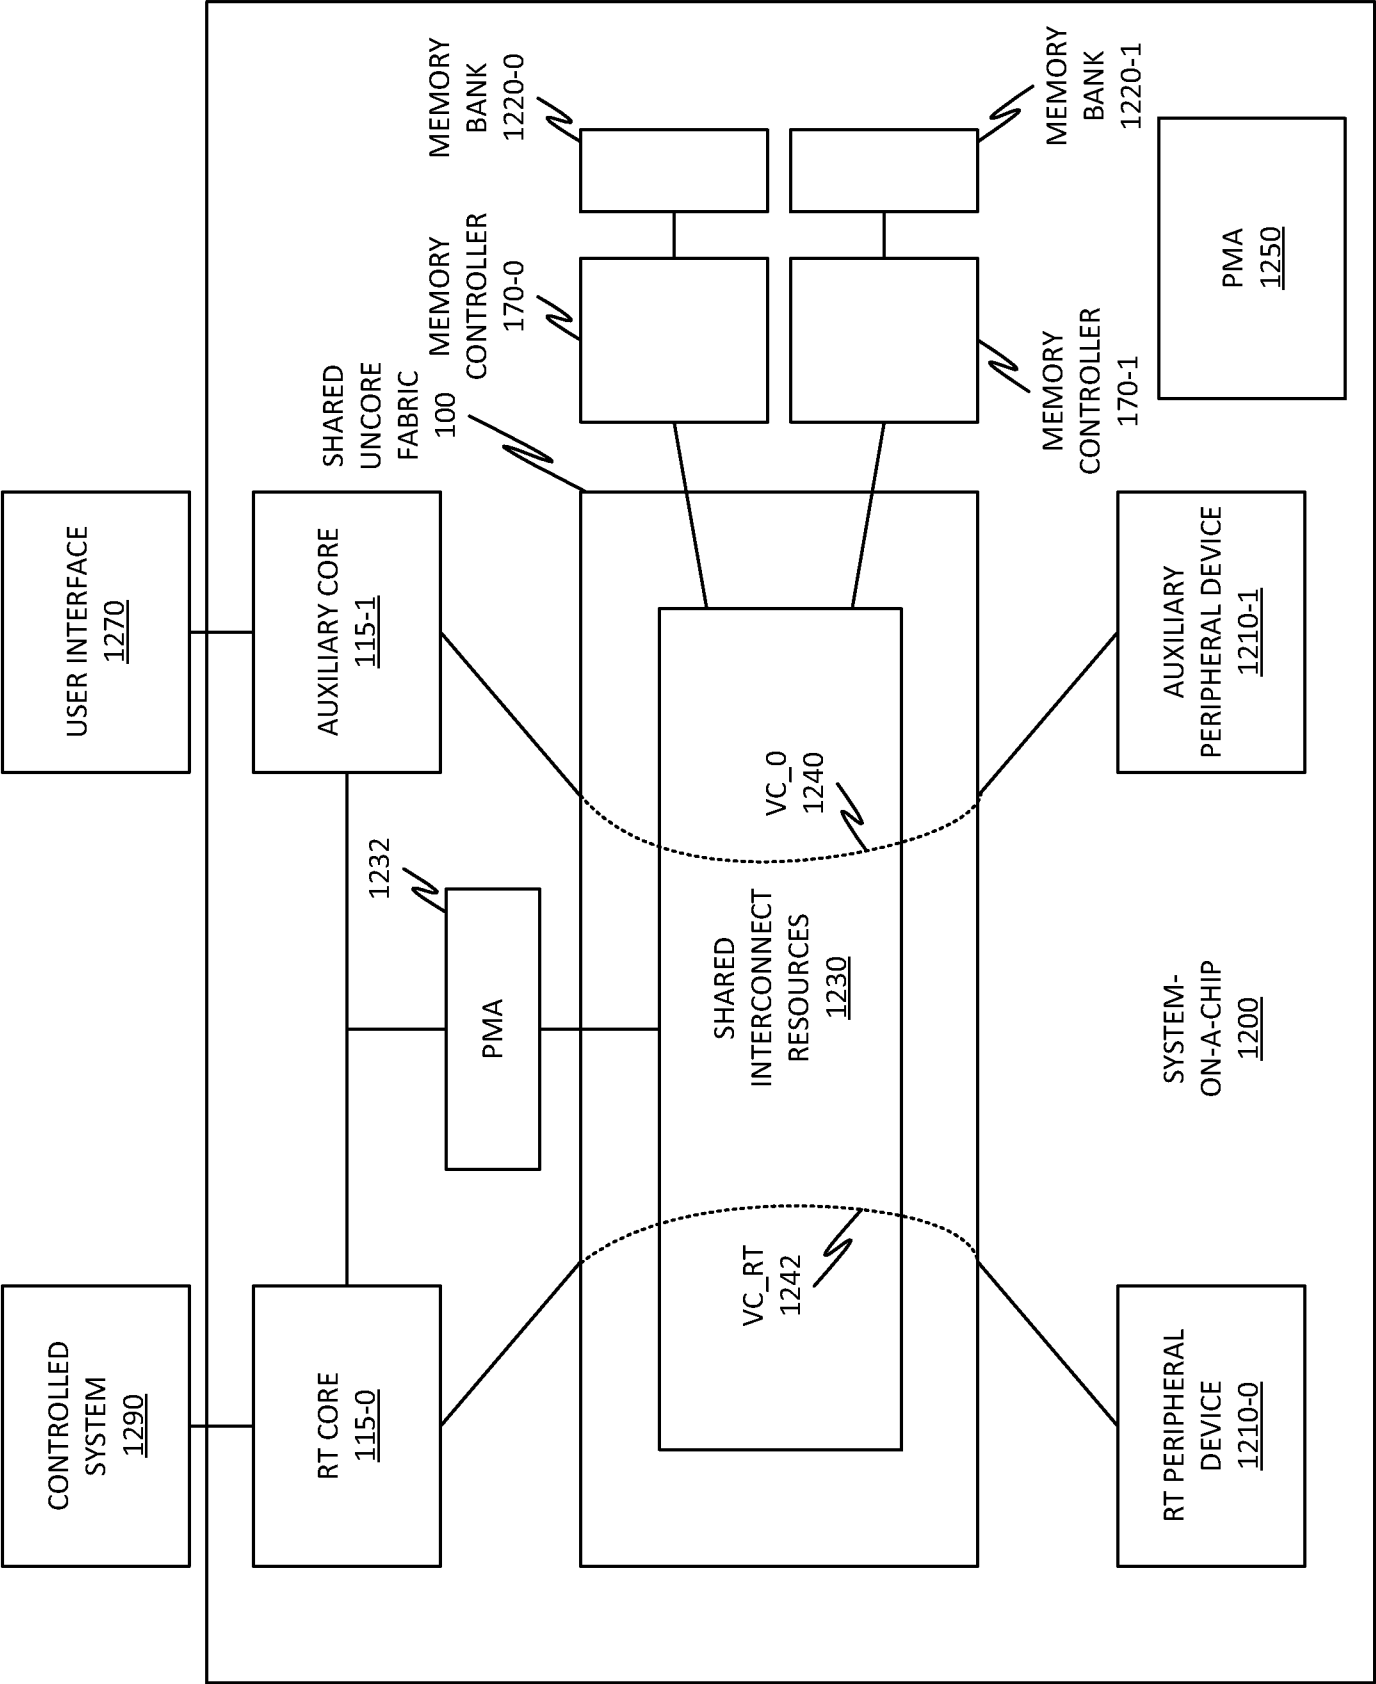 CONTROLLED
SYSTEM
1290
USER INTERFACE
1270
RT CORE
115-0
AUXILIARY CORE
115-1
SHARED
UNCORE
FABRIC
100
PMA
1232
MEMORY
CONTROLLER
170-0
MEMORY
BANK
1220-0
SHARED
INTERCONNECT
RESOURCES
1230
VC_RT
1242
VC_0
1240
MEMORY
CONTROLLER
170-1
MEMORY
BANK
1220-1
RT PERIPHERAL
DEVICE
1210-0
SYSTEM-
ON-A-CHIP
1200
AUXILIARY
PERIPHERAL DEVICE
1210-1
PMA
1250